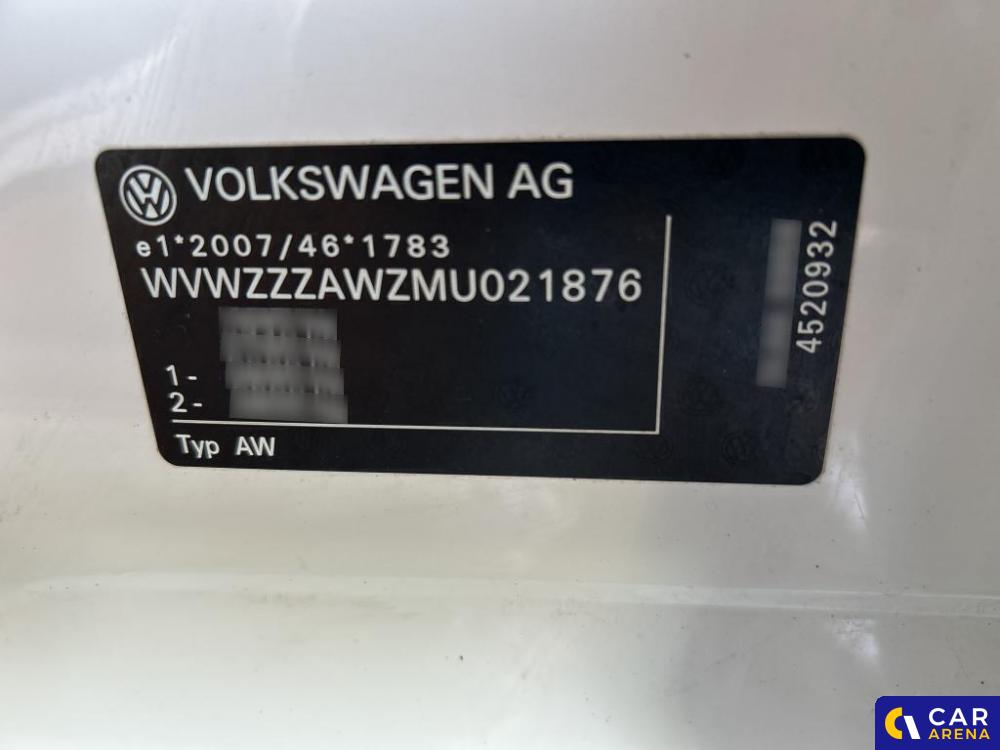 VOLKSWAGEN AG
e1*2007/46*1783
WVWZZZAWZMU021876
1-
2-
Typ AW
4520932
CAR
ARENA